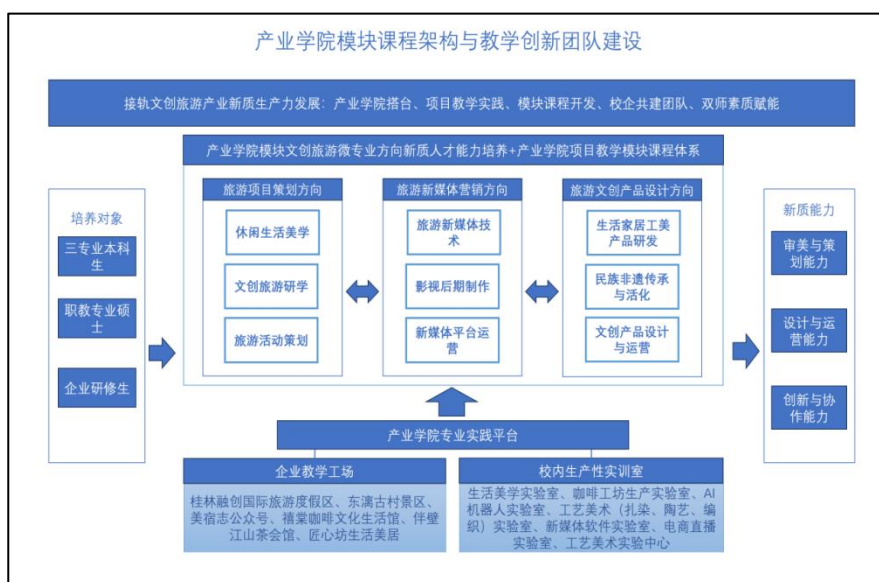 产业学院模块课程架构与教学创新团队建设
接轨文创旅游产业新质生产力发展：产业学院搭台、项目教学实践、模块课程开发、校企共建团队、双师素质赋能
产业学院模块文创旅游微专业方向新质人才能力培养+产业学院项目教学模块课程体系
培养对象
三专业本科
生
职教专业硕
士
企业研修生
旅游项目策划方向
休闲生活美学
文创旅游研学
旅游活动策划
旅游新媒体营销方向
旅游新媒体技
术
影视后期制作
新媒体平台运
营
旅游文创产品设计方向
生活家居工美
产品研发
民族非遗传承
与活化
文创产品设计
与运营
新质能力
审美与策
划能力
设计与运
营能力
创新与协
作能力
产业学院专业实践平台
企业教学工场
桂林融创国际旅游度假区、东漓古村景区、
美宿志公众号、禧棠咖啡文化生活馆、伴壁
江山茶会馆、匠心坊生活美居
校内生产性实训室
生活美学实验室、咖啡工坊生产实验室、AI
机器人实验室、工艺美术（扎染、陶艺、编
织）实验室、新媒体软件实验室、电商直播
实验室、工艺美术实验中心